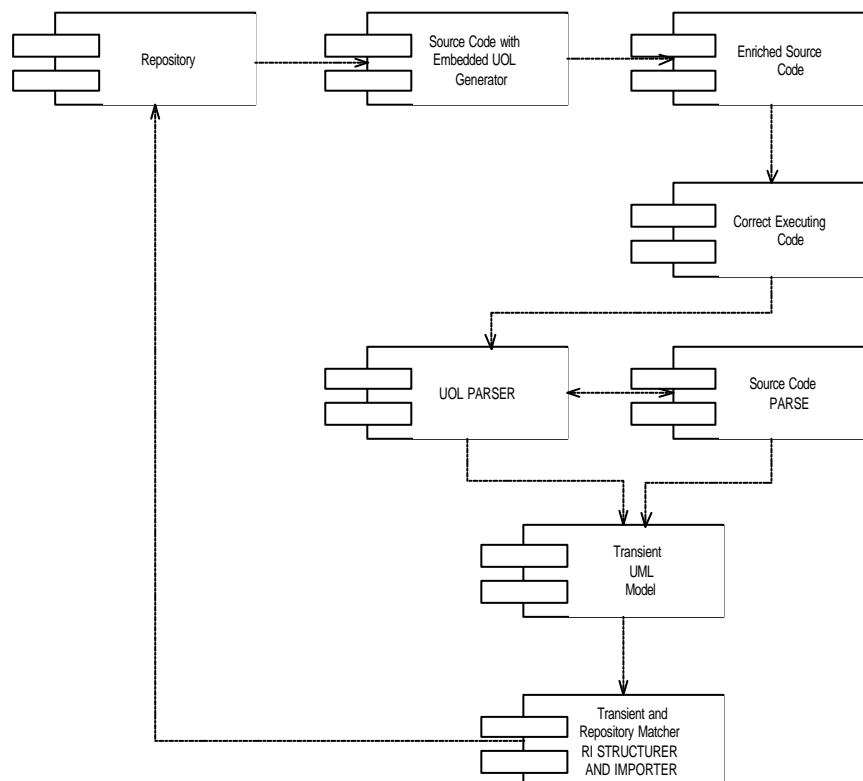 Repository
Source Code with
Embedded UOL
Generator
Enriched Source
Code
Correct Executing
Code
UOL PARSER
Source Code
PARSE
Transient
UML
Model
Transient and
Repository Matcher
RI STRUCTURER
AND IMPORTER